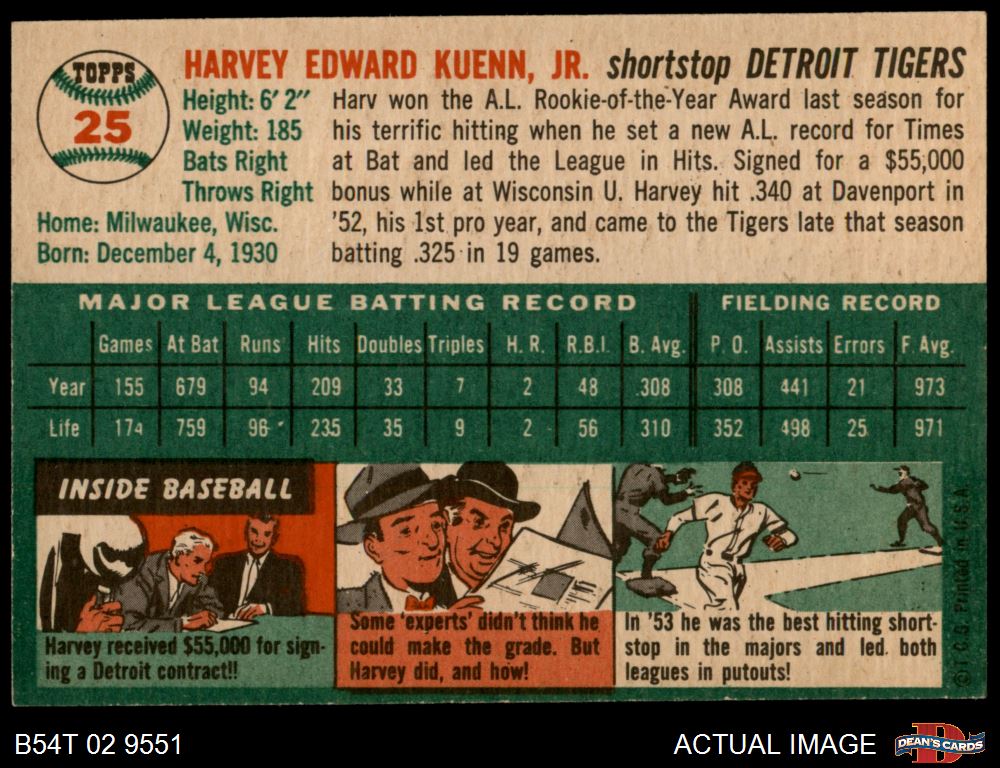 TOPPS
25
HARVEY EDWARD KUENN, JR. shortstop DETROIT TIGERS
Height: 6' 2"
Weight: 185
Bats Right
Throws Right
Home: Milwaukee, Wisc.
Born: December 4, 1930
Harv won the A.L. Rookie-of-the-Year Award last season for
his terrific hitting when he set a new A.L. record for Times
at Bat and led the League in Hits. Signed for a $55,000
bonus while at Wisconsin U. Harvey hit .340 at Davenport in
'52, his 1st pro year, and came to the Tigers late that season
batting .325 in 19 games.
MAJOR LEAGUE BATTING RECORD FIELDING RECORD
Games At Bat Runs Hits Doubles Triples H. R. R.B.I. B. Avg. P. O. Assists Errors F. Avg.
Year 155 679 94 209 33 7 2 48 .308 308 441 21 .973
Life 174 759 96 235 35 9 2 56 .310 352 498 25 .971
INSIDE BASEBALL
Harvey received $55,000 for sign-
ing a Detroit contract!!
Some 'experts' didn't think he
could make the grade. But
Harvey did, and how!
In '53 he was the best hitting short-
stop in the majors and led both
leagues in putouts!
© T. C. G. Printed in U.S.A.
B54T 02 9551
ACTUAL IMAGE
D
DEAN'S CARDS